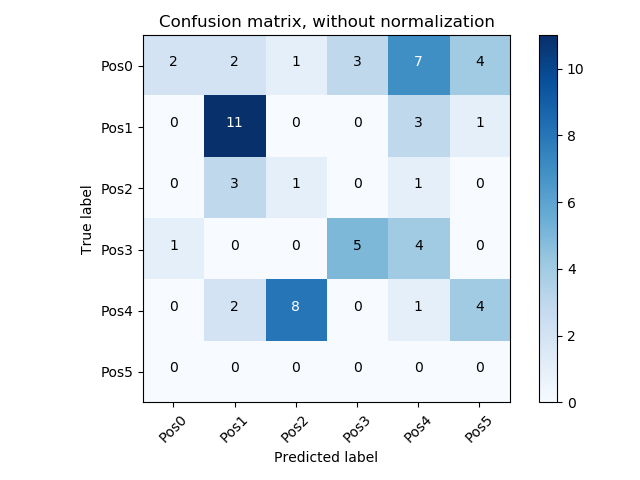 Confusion matrix, without normalization
Pos0 2 2 1 3 7 4
Pos1 0 11 0 0 3 1
Pos2 0 3 1 0 1 0
Pos3 1 0 0 5 4 0
Pos4 0 2 8 0 1 4
Pos5 0 0 0 0 0 0
Pos0 Pos1 Pos2 Pos3 Pos4 Pos5
Predicted label
True label
10
8
6
4
2
0